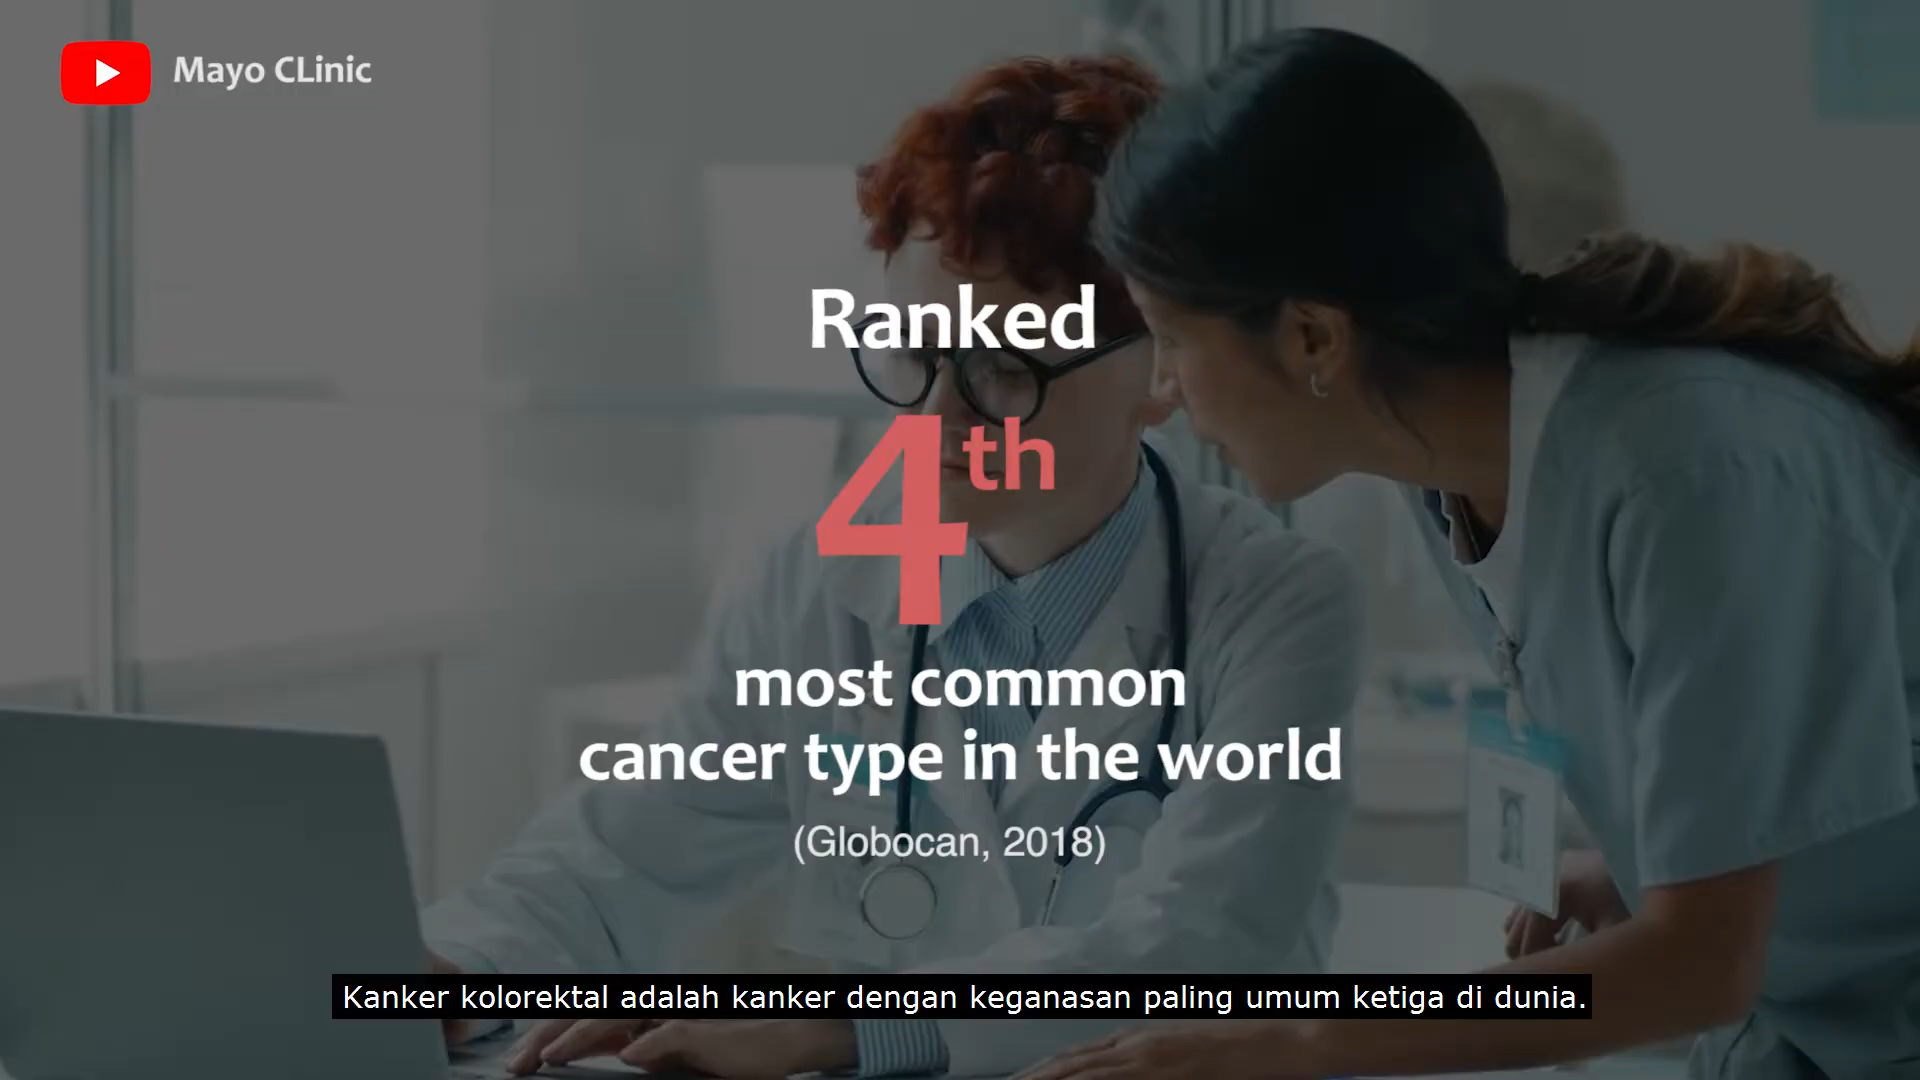 Mayo CLinic
Ranked
4th
most common
cancer type in the world
(Globocan, 2018)
Kanker kolorektal adalah kanker dengan keganasan paling umum ketiga di dunia.